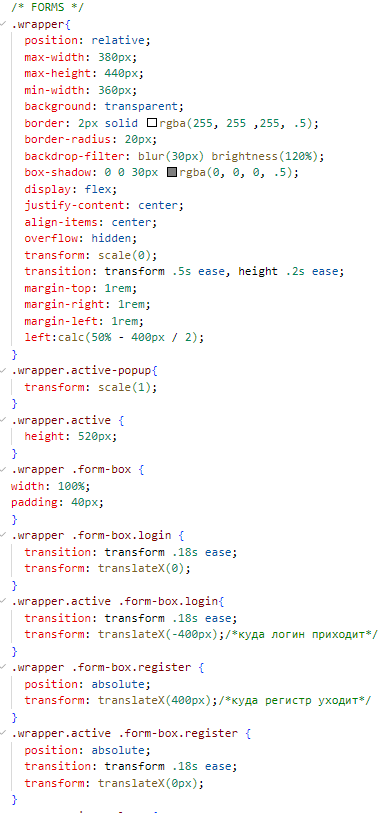 /* FORMS */
.wrapper{
position: relative;
max-width: 380px;
max-height: 440px;
min-width: 360px;
background: transparent;
border: 2px solid rgba(255, 255 ,255, .5);
border-radius: 20px;
backdrop-filter: blur(30px) brightness(120%);
box-shadow: 0 0 30px rgba(0, 0, 0, .5);
display: flex;
justify-content: center;
align-items: center;
overflow: hidden;
transform: scale(0);
transition: transform .5s ease, height .2s ease;
margin-top: 1rem;
margin-right: 1rem;
margin-left: 1rem;
left:calc(50% - 400px / 2);
}
.wrapper.active-popup{
transform: scale(1);
}
.wrapper.active {
height: 520px;
}
.wrapper .form-box {
width: 100%;
padding: 40px;
}
.wrapper .form-box.login {
transition: transform .18s ease;
transform: translateX(0);
}
.wrapper.active .form-box.login{
transition: transform .18s ease;
transform: translateX(-400px);/*куда логин приходит*/
}
.wrapper .form-box.register {
position: absolute;
transform: translateX(400px);/*куда регистр уходит*/
}
.wrapper.active .form-box.register {
position: absolute;
transition: transform .18s ease;
transform: translateX(0px);
}